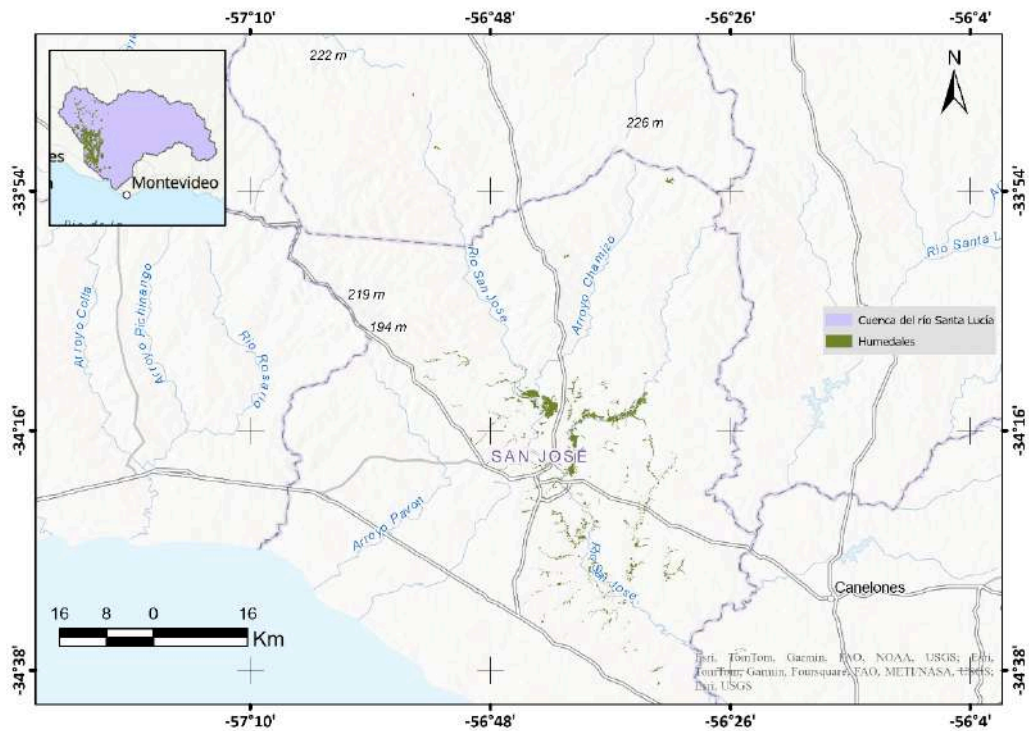 -57°10'
-56°48'
-56°26'
-56°4'
222 m
N
226 m
es
Montevideo
-33°54'
-33°54'
Río San José
Arroyo Chamizo
Río Santa L
Arroyo Colla
Arroyo Pichinango
Río Rosario
219 m
194 m
Cuenca del río Santa Lucía
Humedales
-34°16'
-34°16'
SAN JOSÉ
Arroyo Pavón
Río San José
Canelones
16 8 0 16
Km
-34°38'
-34°38'
Esri, TomTom, Garmin, FAO, NOAA, USGS; Esri,
TomTom, Garmin, Foursquare, FAO, METI/NASA, USGS;
Esri, USGS
-57°10'
-56°48'
-56°26'
-56°4'